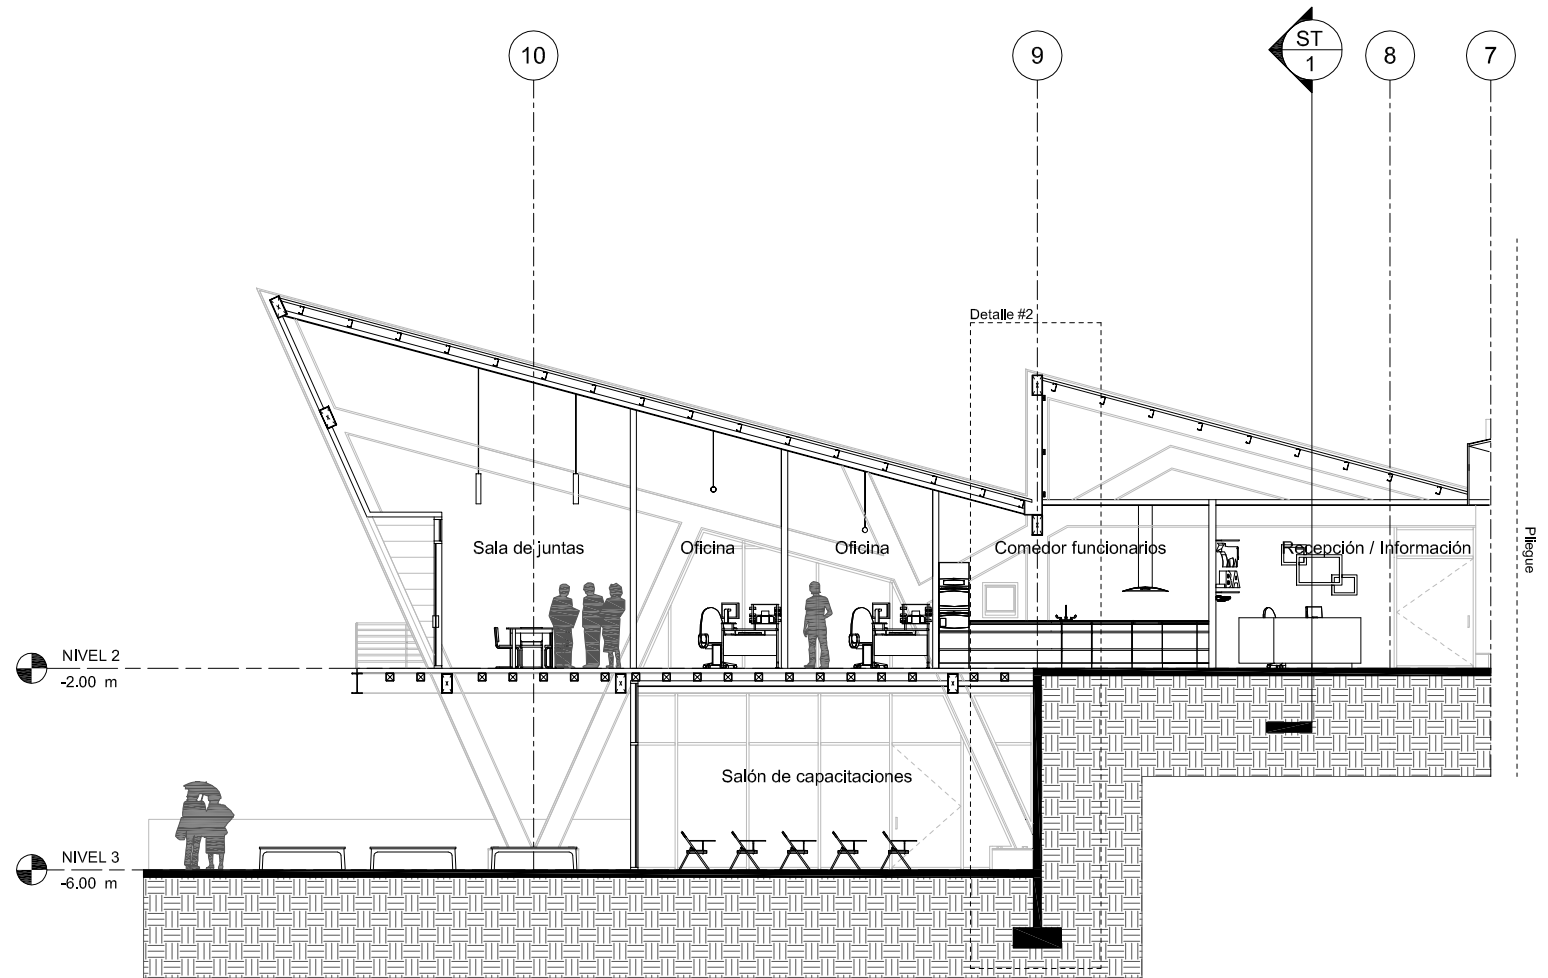 10
9
ST
1
8
7
Detalle #2
Sala de juntas
Oficina
Oficina
Comedor funcionarios
Recepción / Información
Pliegue
BA
NIVEL 2
-2.00 m
Salón de capacitaciones
NIVEL 3
-6.00 m